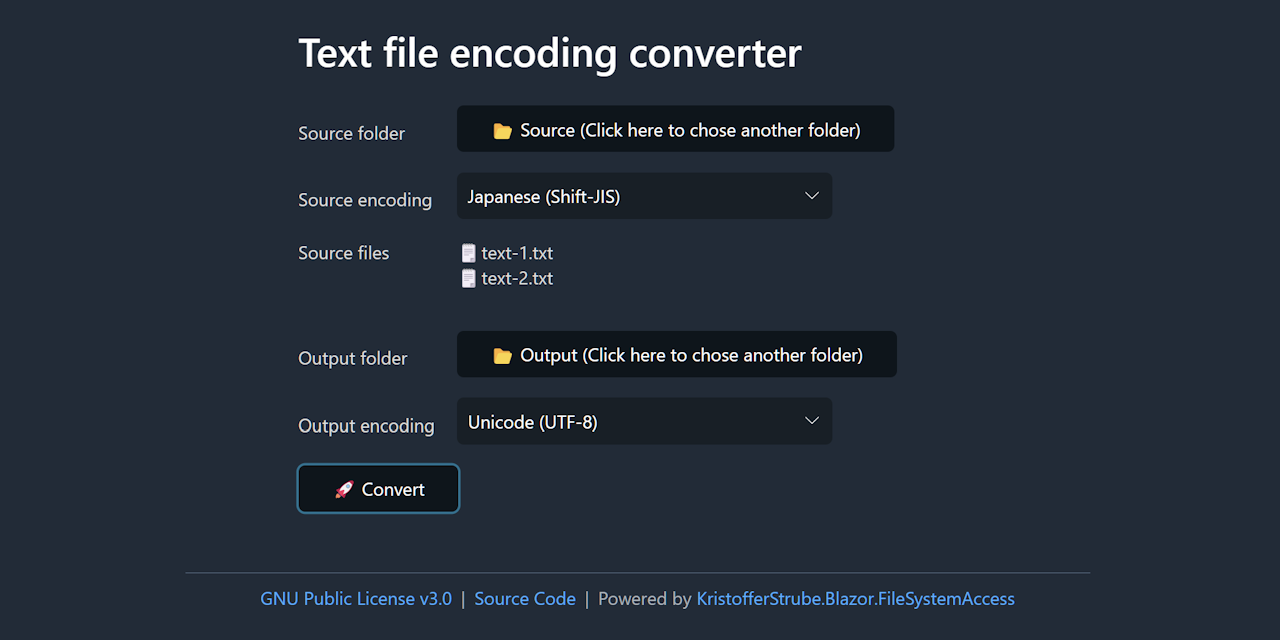 Text file encoding converter
Source folder
Source (Click here to chose another folder)
Source encoding
Japanese (Shift-JIS)
Source files
text-1.txt
text-2.txt
Output folder
Output (Click here to chose another folder)
Output encoding
Unicode (UTF-8)
Convert
GNU Public License v3.0 | Source Code | Powered by KristofferStrube.Blazor.FileSystemAccess